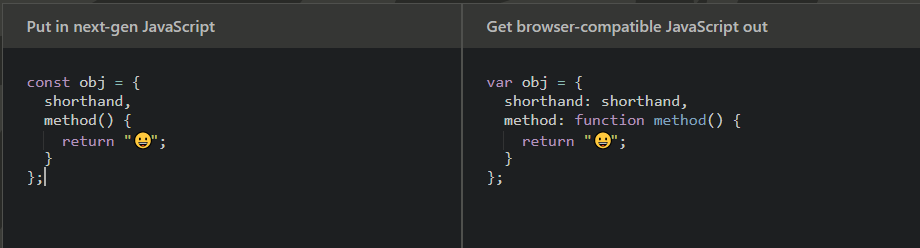 Put in next-gen JavaScript
const obj = {
  shorthand,
  method() {
    return "😀";
  }
};
Get browser-compatible JavaScript out
var obj = {
  shorthand: shorthand,
  method: function method() {
    return "😀";
  }
};